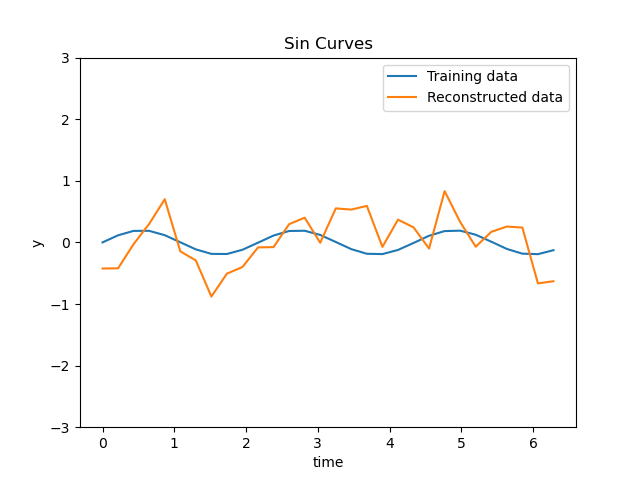 Sin Curves
Training data
Reconstructed data
3
2
1
0
−1
−2
−3
y
0 1 2 3 4 5 6
time